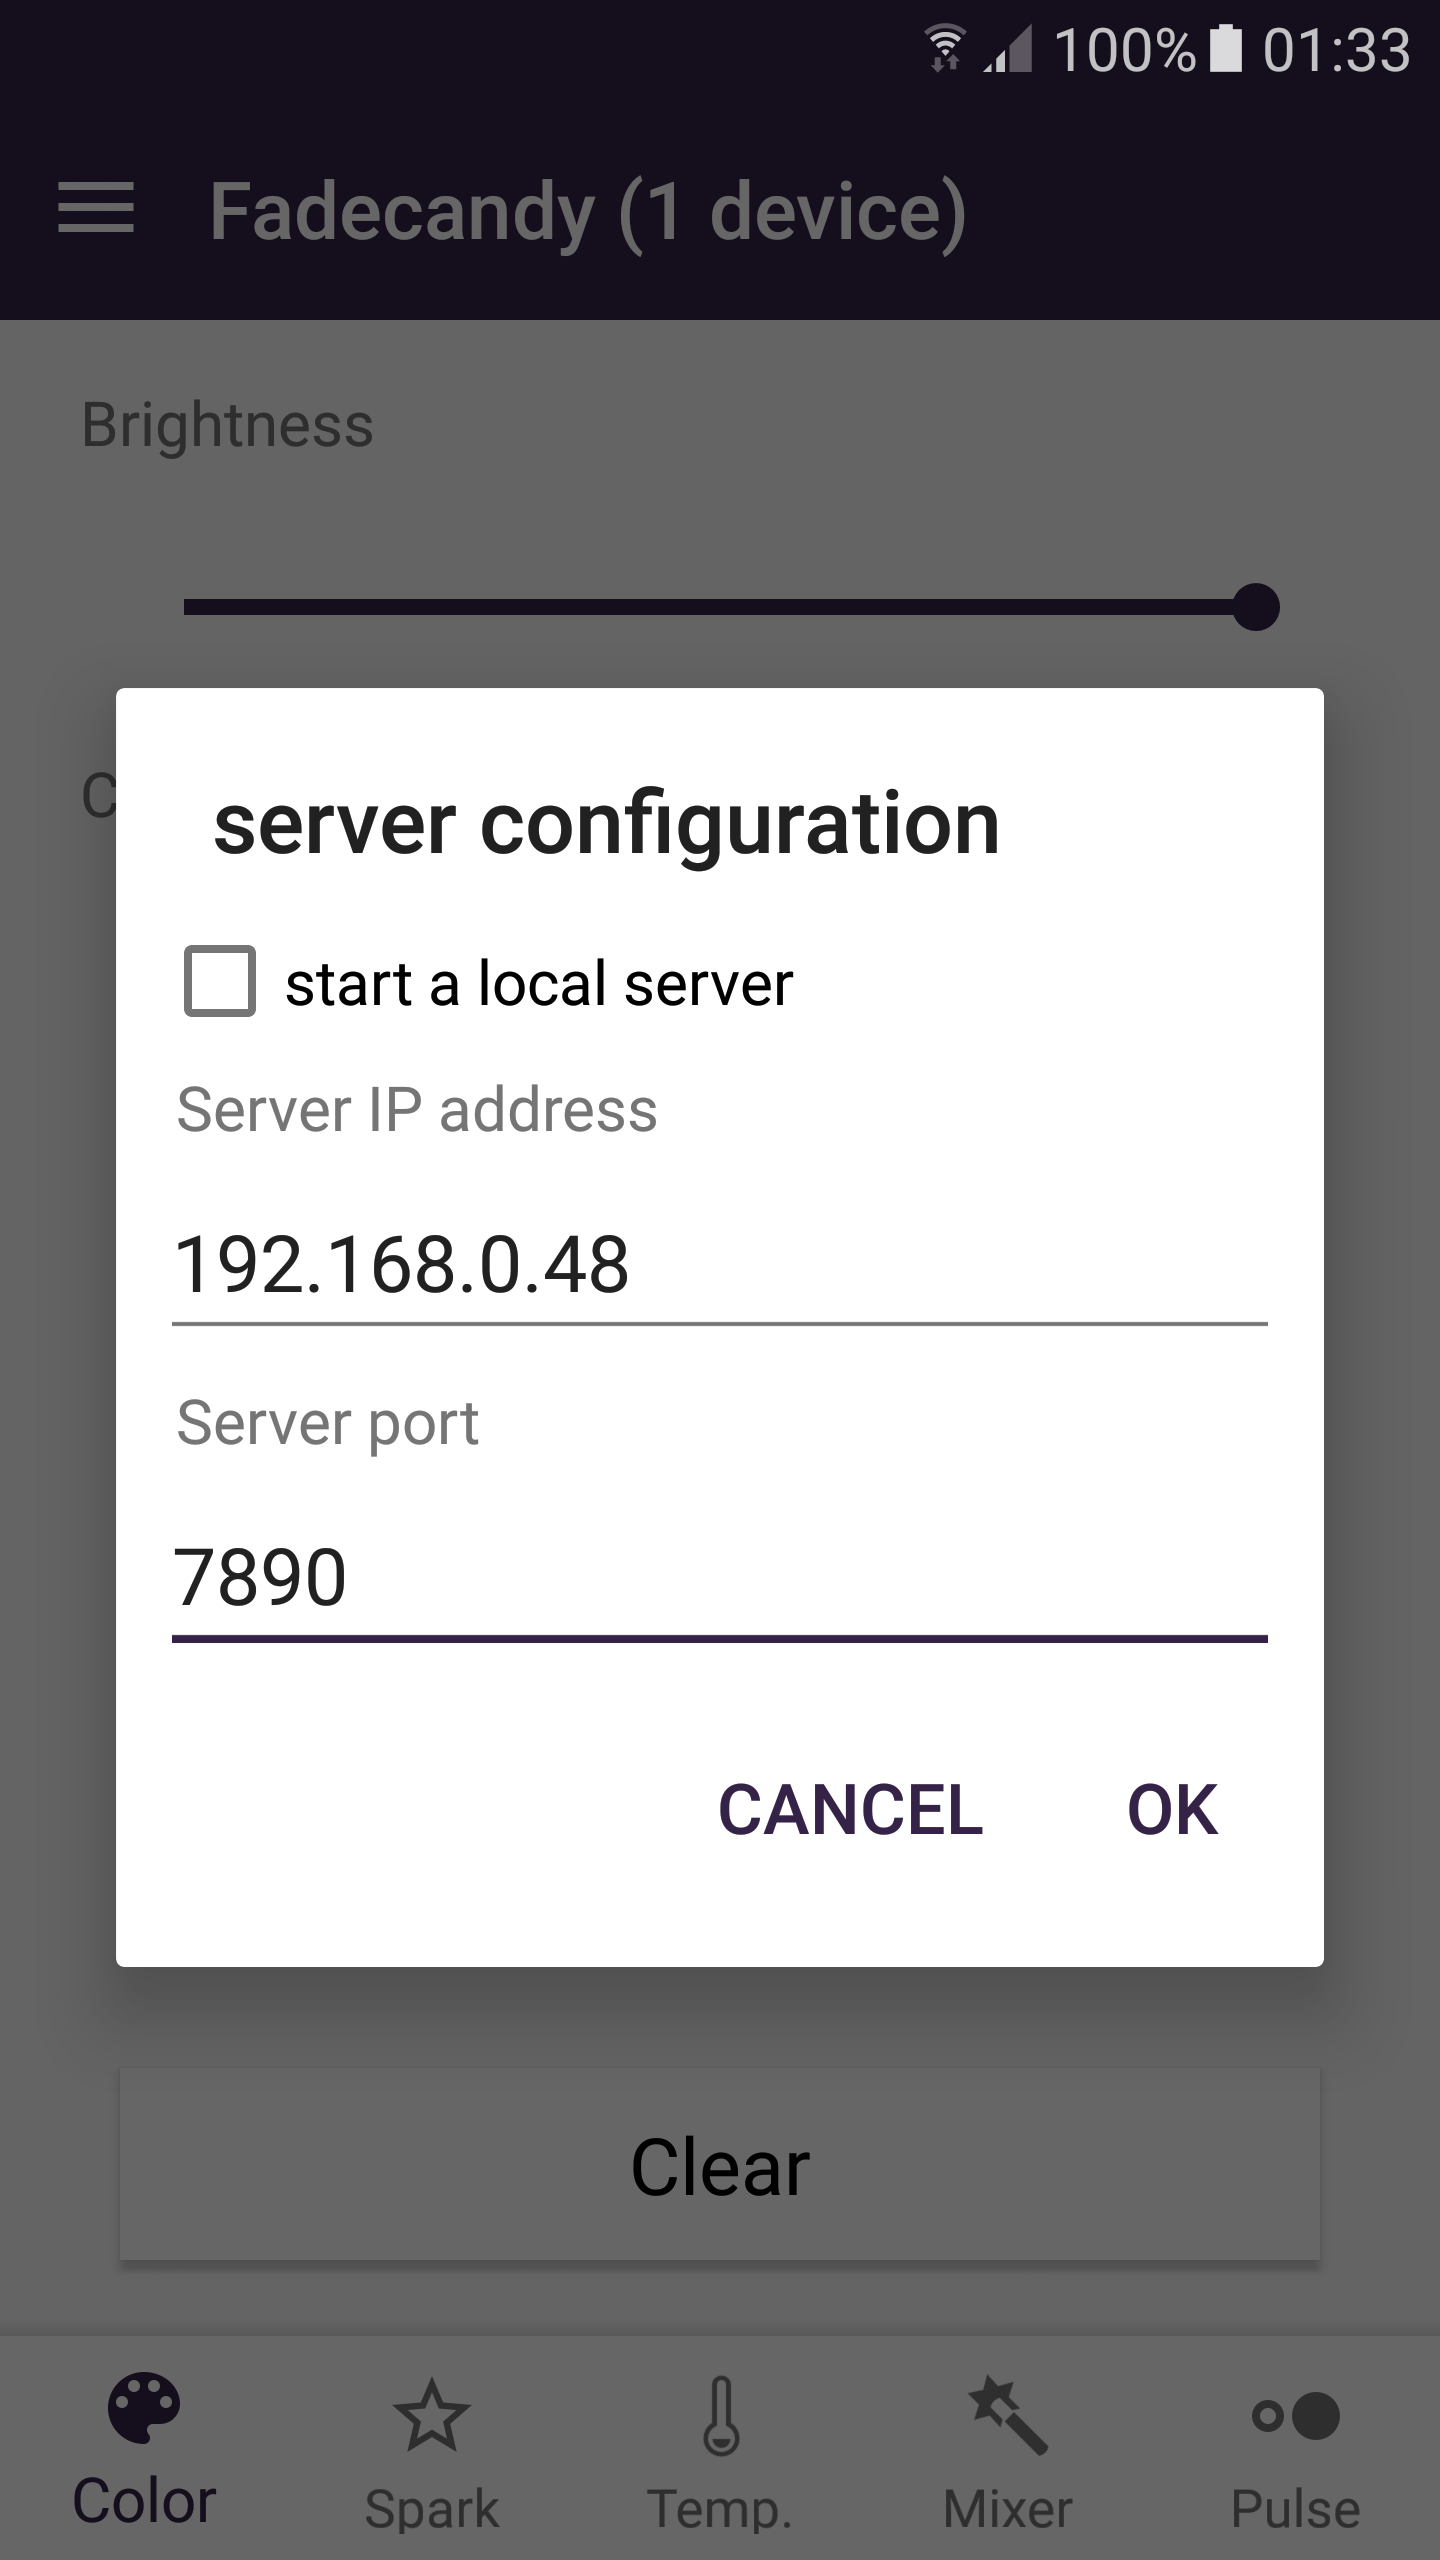 100% 01:33
Fadecandy (1 device)
Brightness
C
server configuration
start a local server
Server IP address
192.168.0.48
Server port
7890
CANCEL OK
Clear
Color Spark Temp. Mixer Pulse